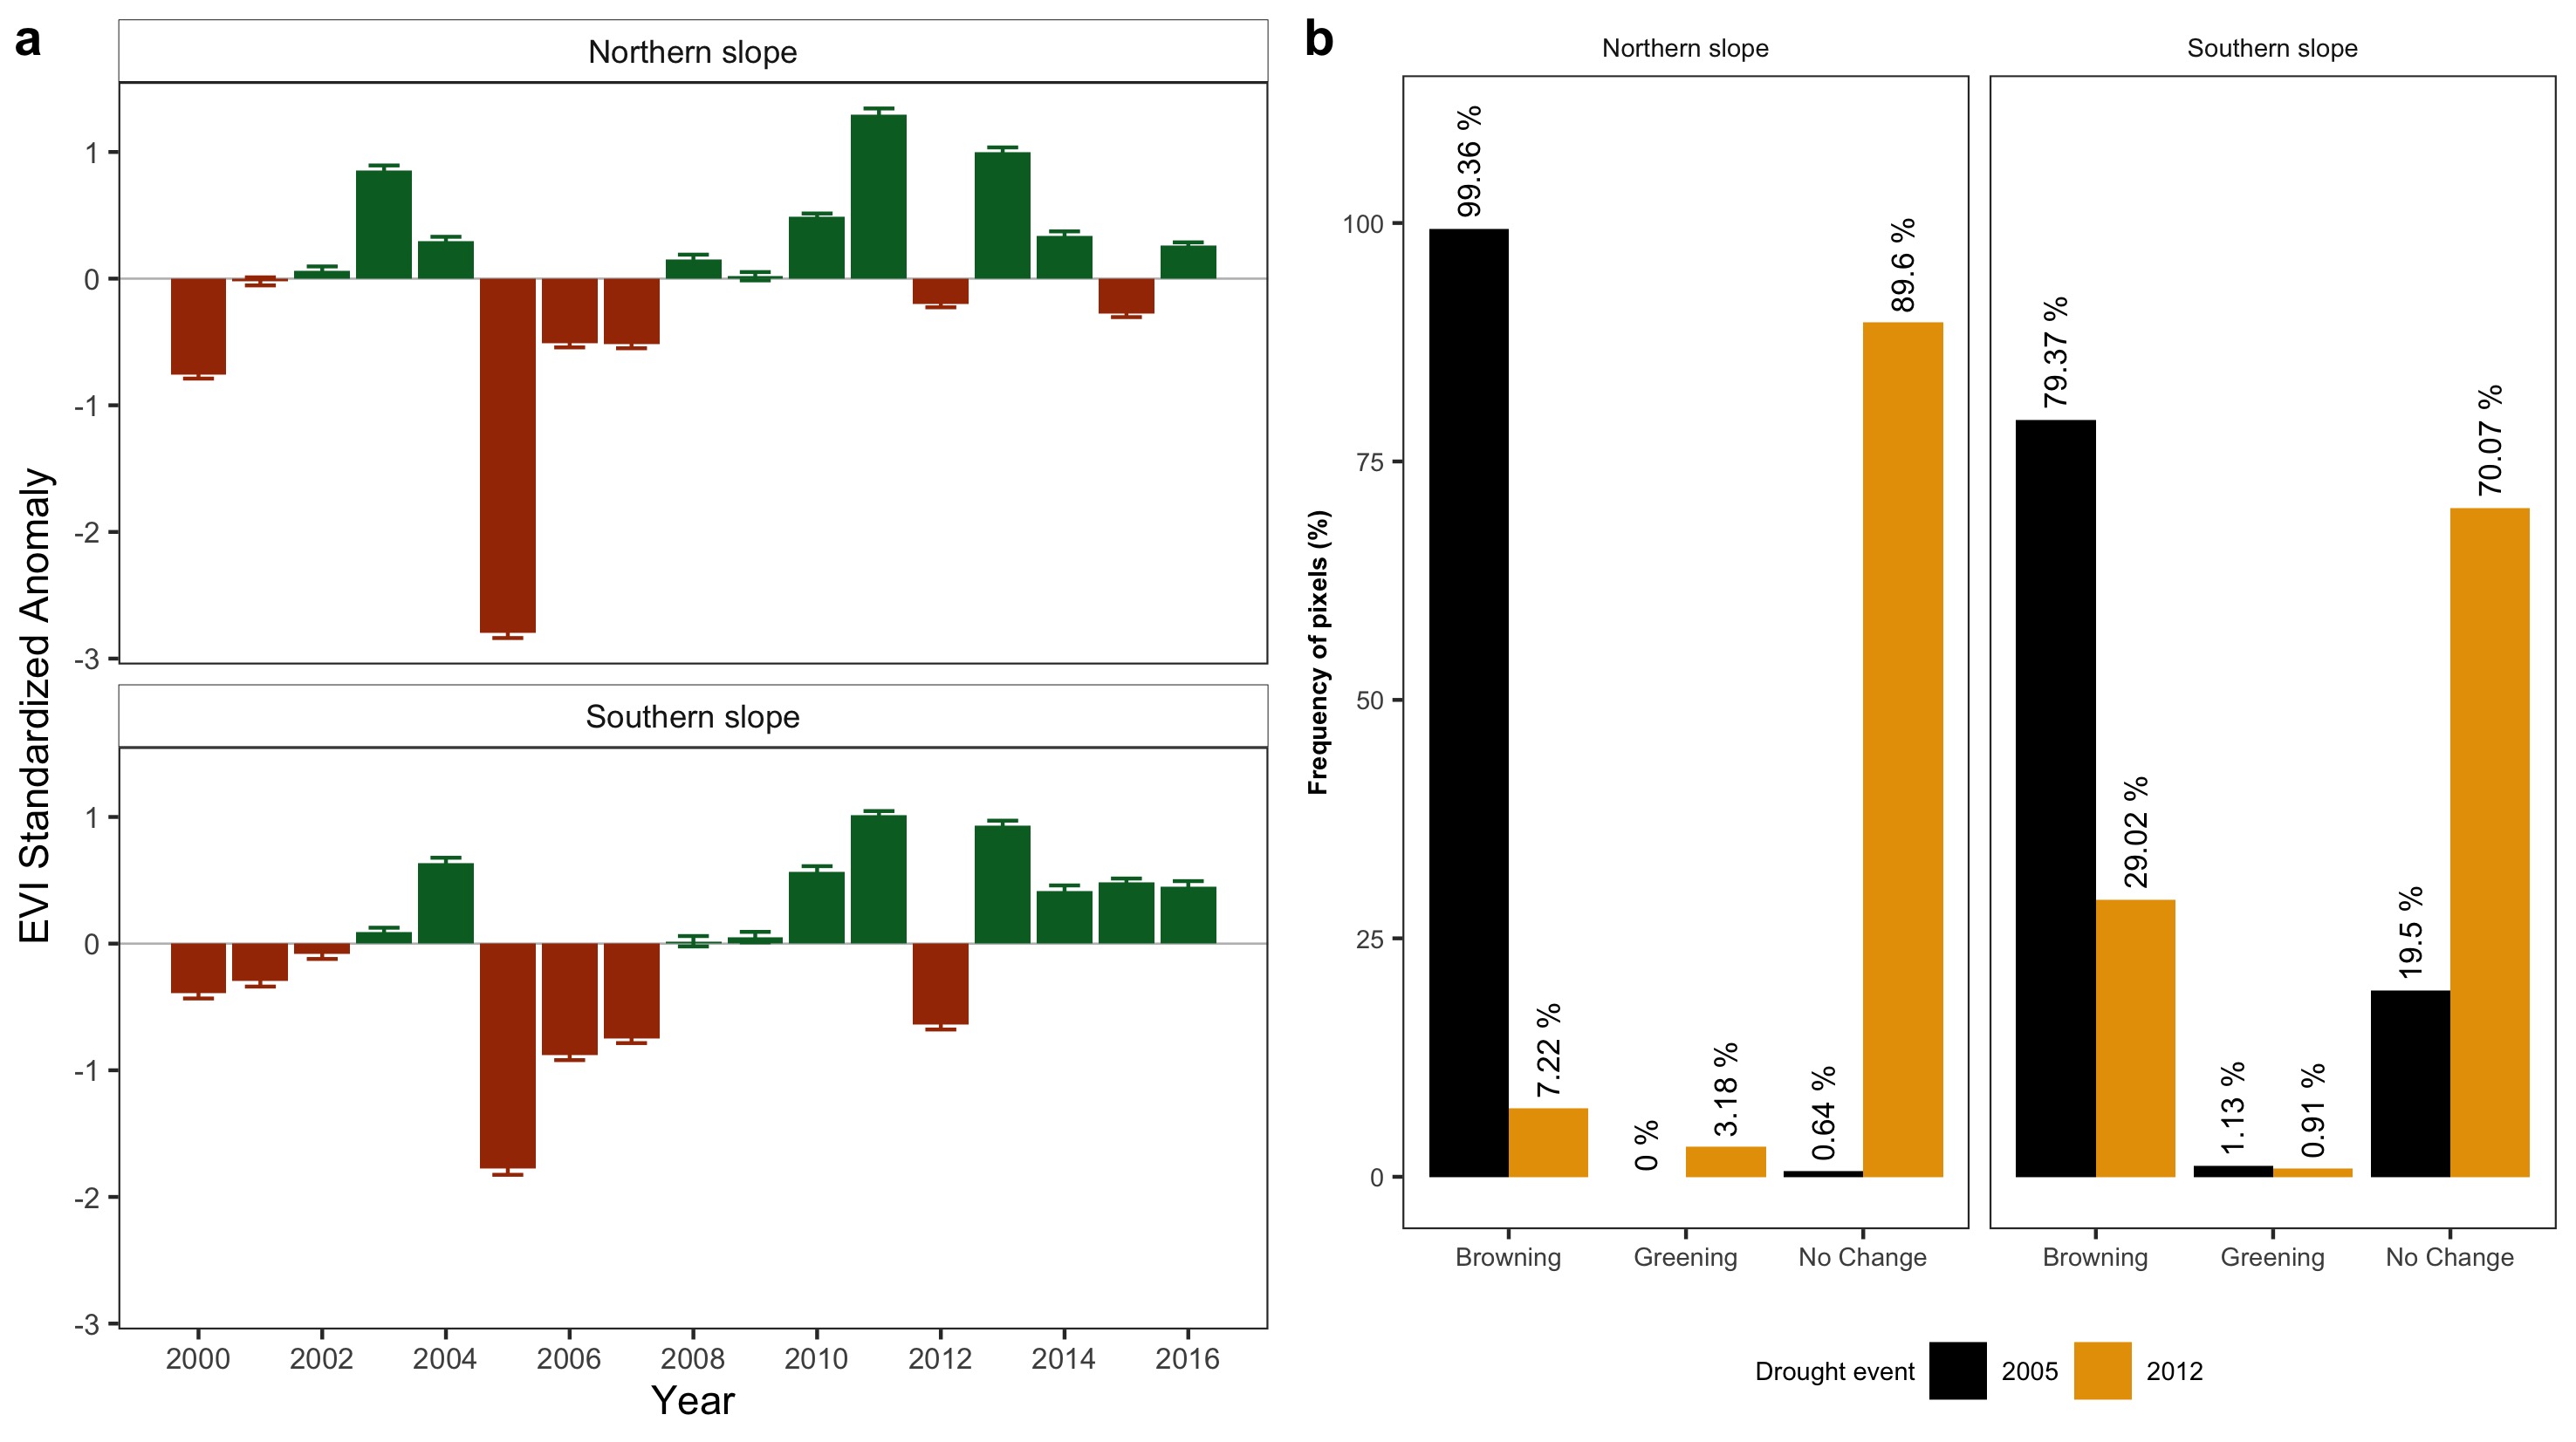 a
Northern slope
1
0
-1
-2
-3
Southern slope
1
0
-1
-2
-3
EVI Standardized Anomaly
2000 2002 2004 2006 2008 2010 2012 2014 2016
Year
b
Northern slope Southern slope
Frequency of pixels (%)
100
75
50
25
0
99.36 %
7.22 %
0 %
3.18 %
0.64 %
89.6 %
79.37 %
29.02 %
1.13 %
0.91 %
19.5 %
70.07 %
Browning Greening No Change Browning Greening No Change
Drought event 2005 2012